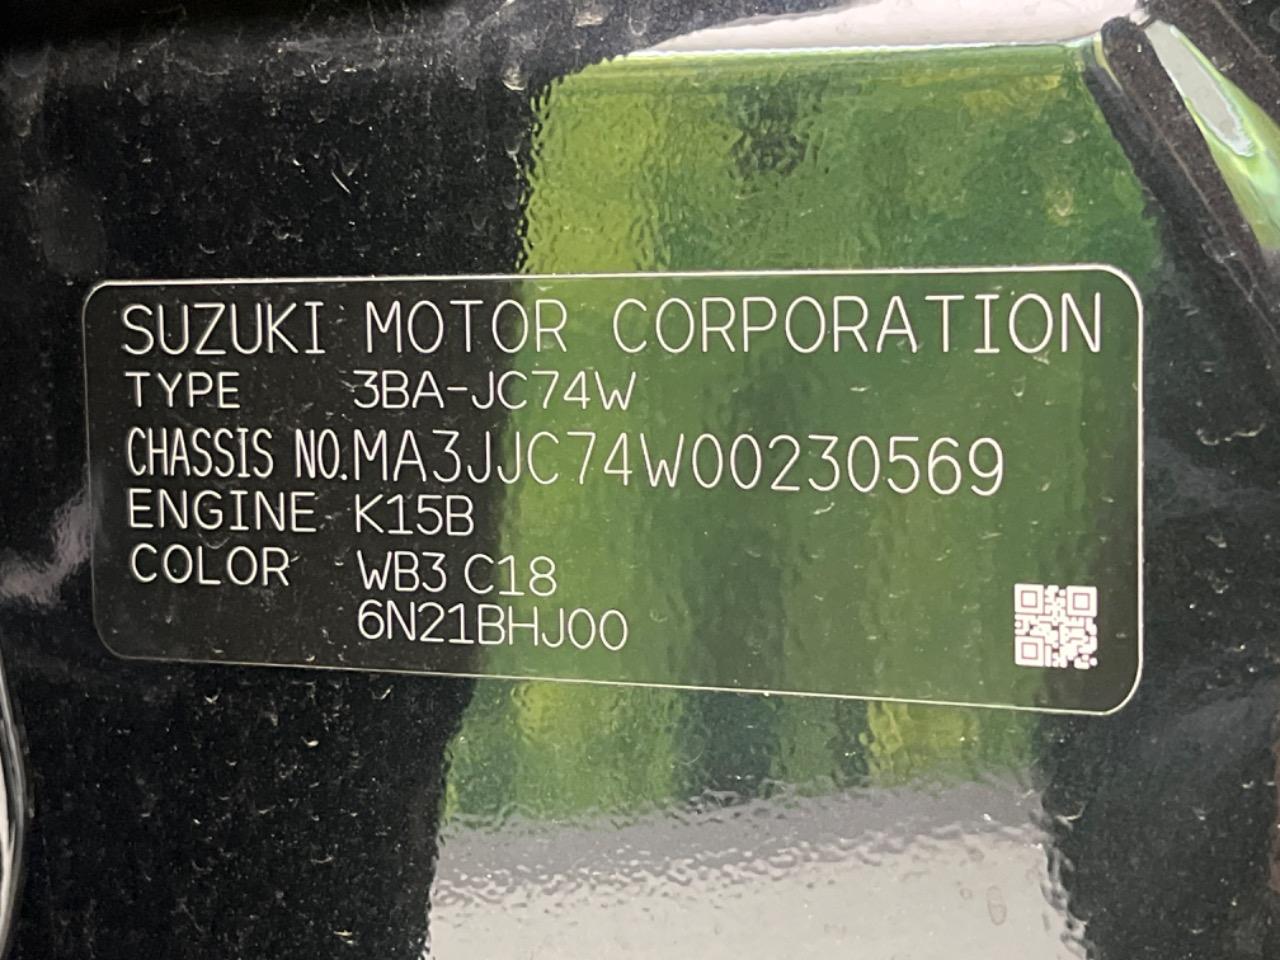 SUZUKI MOTOR CORPORATION
TYPE 3BA-JC74W
CHASSIS NO. MA3JJC74W00230569
ENGINE K15B
COLOR WB3 C18
6N21BHJ00